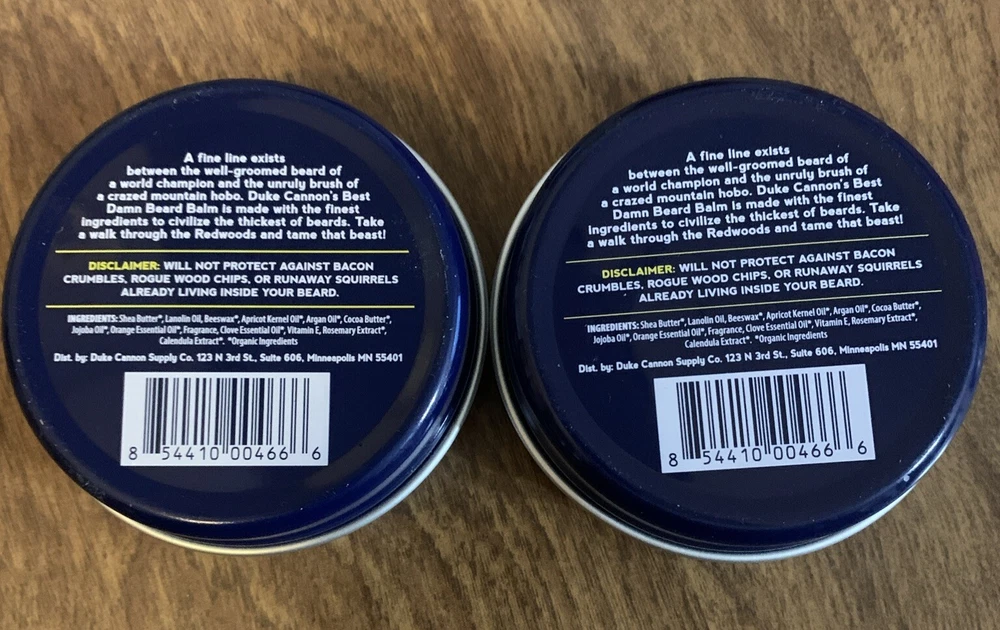 A fine line exists
between the well-groomed beard of
a world champion and the unruly brush of
a crazed mountain hobo. Duke Cannon's Best
Damn Beard Balm is made with the finest
ingredients to civilize the thickest of beards. Take
a walk through the Redwoods and tame that beast!
DISCLAIMER: WILL NOT PROTECT AGAINST BACON
CRUMBLES, ROGUE WOOD CHIPS, OR RUNAWAY SQUIRRELS
ALREADY LIVING INSIDE YOUR BEARD.
INGREDIENTS: Shea Butter*, Lanolin Oil, Beeswax*, Apricot Kernel Oil*, Argan Oil*, Cocoa Butter*,
Jojoba Oil*, Orange Essential Oil*, Fragrance, Clove Essential Oil*, Vitamin E, Rosemary Extract*,
Calendula Extract*. *Organic Ingredients
Dist. by: Duke Cannon Supply Co. 123 N 3rd St., Suite 606, Minneapolis MN 55401
8 54410 00466 6
A fine line exists
between the well-groomed beard of
a world champion and the unruly brush of
a crazed mountain hobo. Duke Cannon's Best
Damn Beard Balm is made with the finest
ingredients to civilize the thickest of beards. Take
a walk through the Redwoods and tame that beast!
DISCLAIMER: WILL NOT PROTECT AGAINST BACON
CRUMBLES, ROGUE WOOD CHIPS, OR RUNAWAY SQUIRRELS
ALREADY LIVING INSIDE YOUR BEARD.
INGREDIENTS: Shea Butter*, Lanolin Oil, Beeswax*, Apricot Kernel Oil*, Argan Oil*, Cocoa Butter*,
Jojoba Oil*, Orange Essential Oil*, Fragrance, Clove Essential Oil*, Vitamin E, Rosemary Extract*,
Calendula Extract*. *Organic Ingredients
Dist. by: Duke Cannon Supply Co. 123 N 3rd St., Suite 606, Minneapolis MN 55401
8 54410 00466 6